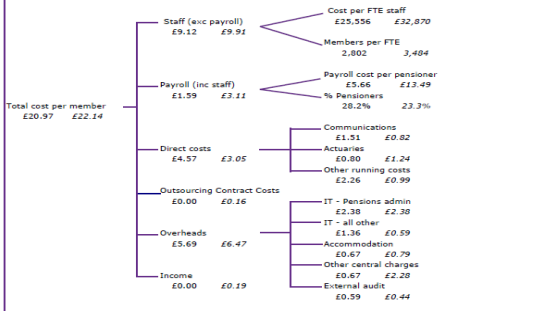 Cost per FTE staff
Staff (exc payroll)
£25,556 £32,870
£9.12 £9.91
Members per FTE
2,802 3,484
Payroll cost per pensioner
Payroll (inc staff)
£5.66 £13.49
£1.59 £3.11
% Pensioners
Total cost per member
28.2% 23.3%
£20.97 £22.14
Communications
£1.51 £0.82
Direct costs
Actuaries
£4.57 £3.05
£0.80 £1.24
Other running costs
£2.26 £0.99
Outsourcing Contract Costs
£0.00 £0.16
IT - Pensions admin
£2.38 £2.38
IT - all other
Overheads
£1.36 £0.59
£5.69 £6.47
Accommodation
£0.67 £0.79
Other central charges
Income
£0.67 £2.28
£0.00 £0.19
External audit
£0.59 £0.44